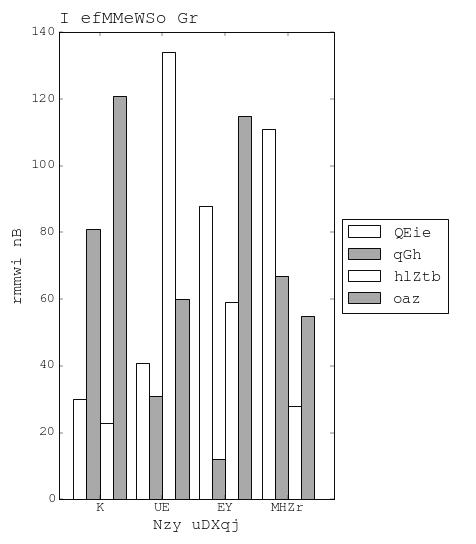 I efMMeWSo Gr
140
120
100
80
60
40
20
0
rmmwi nB
K UE EY MHZr
Nzy uDXqj
QEie
qGh
hlZtb
oaz